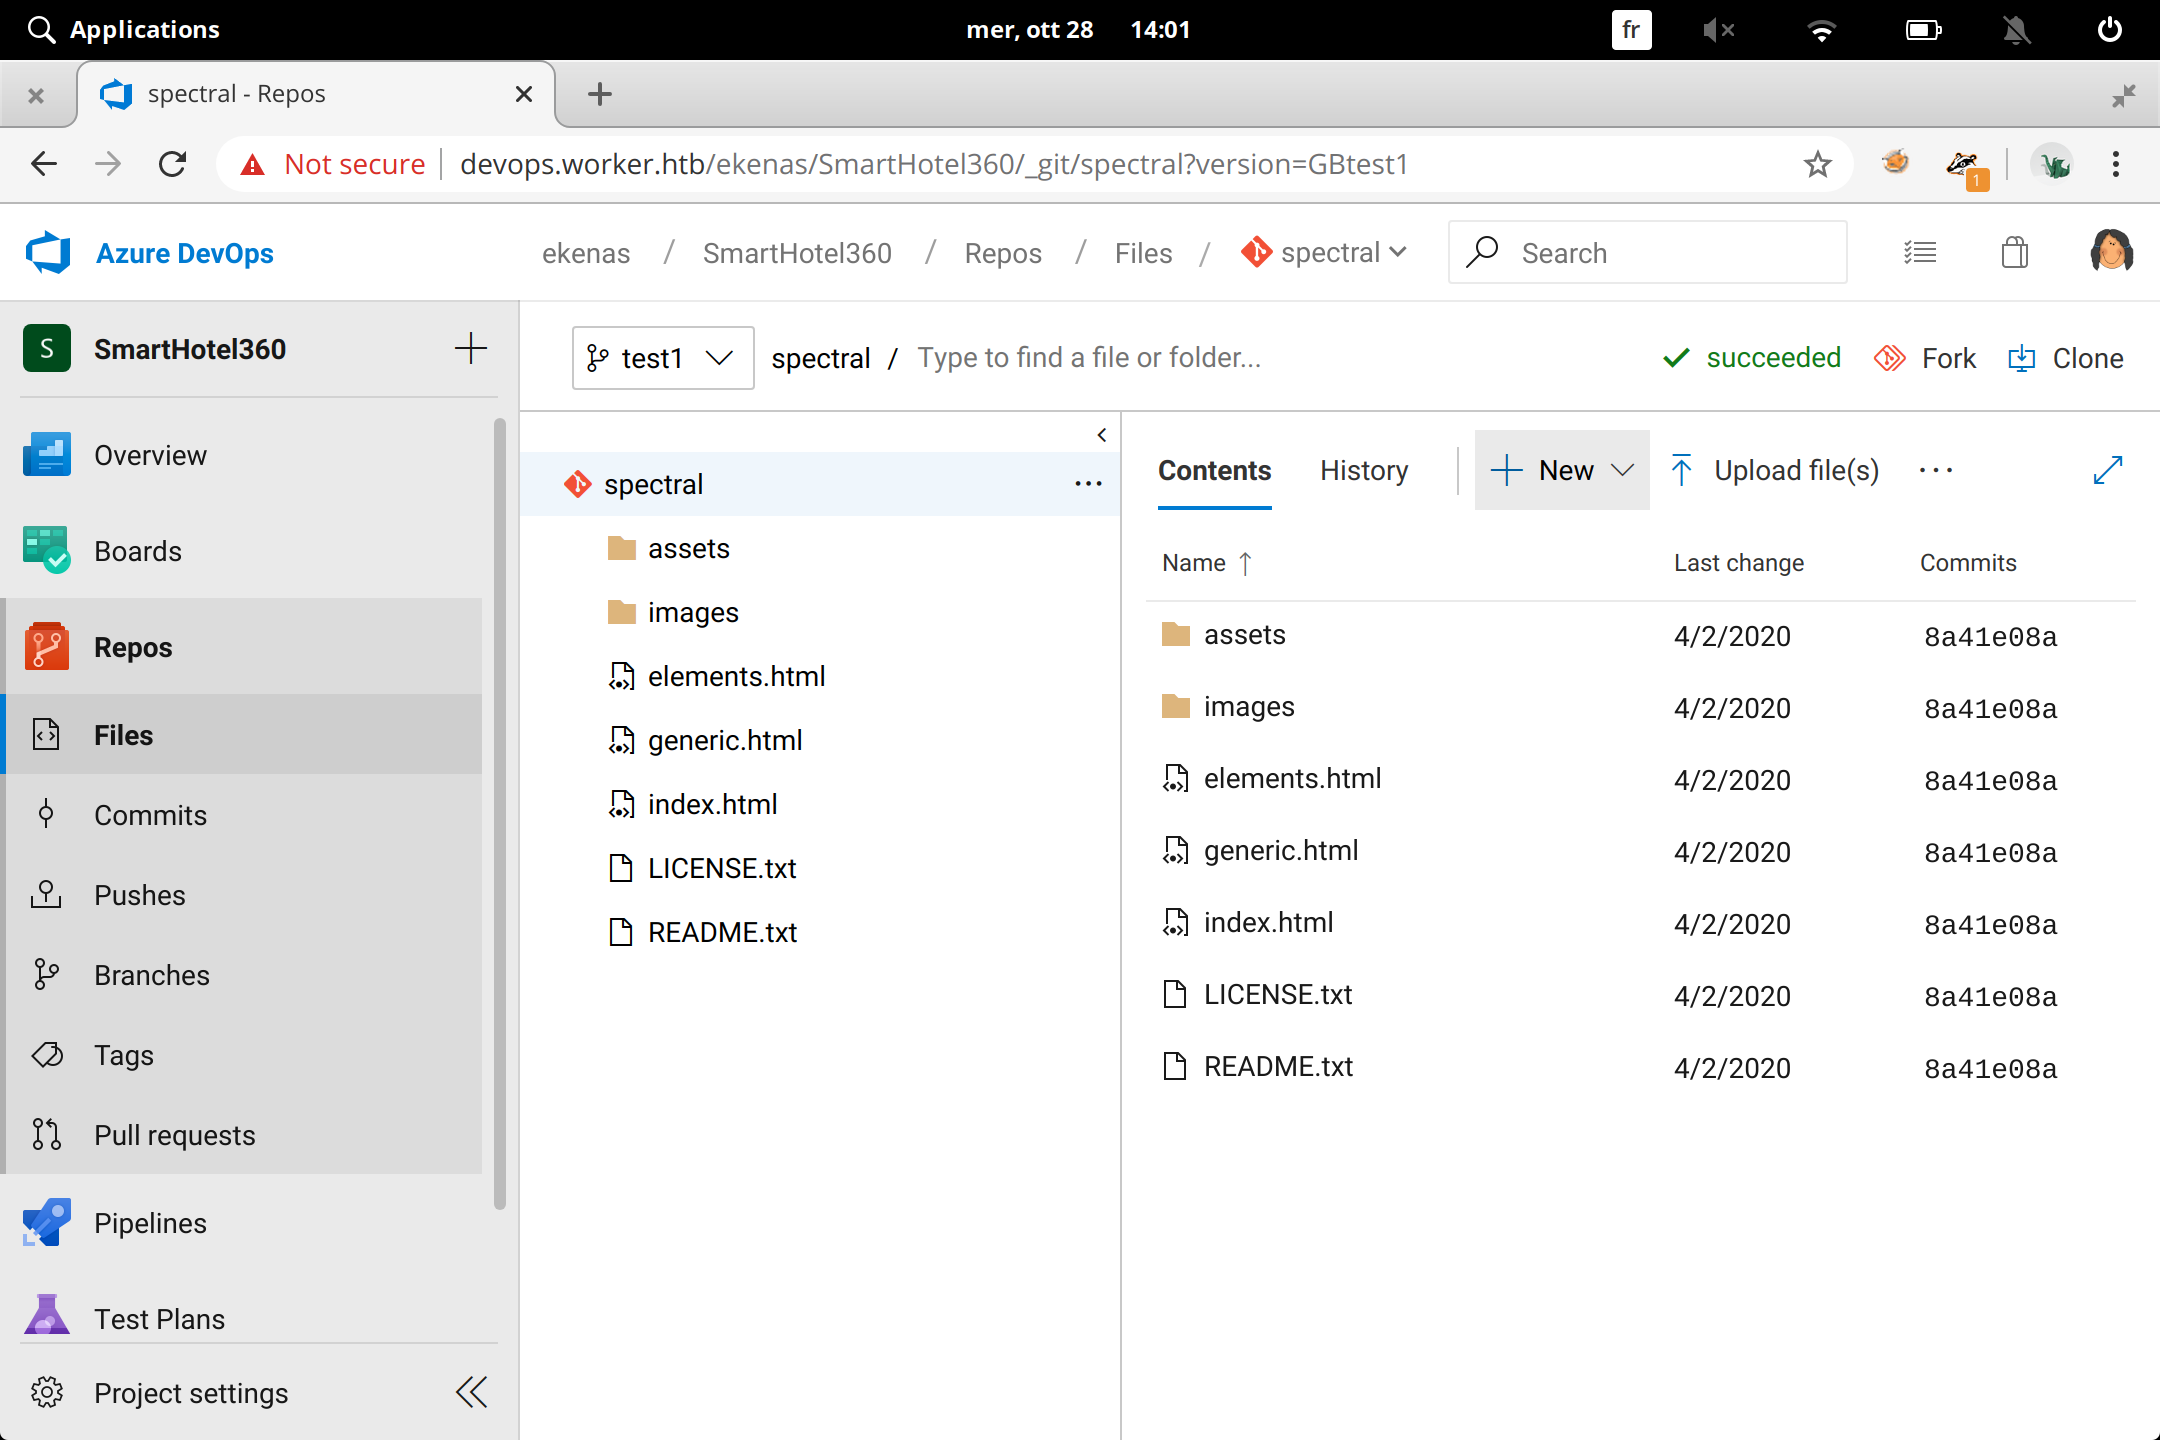 Applications
mer, ott 28 14:01
fr
spectral - Repos
Not secure devops.worker.htb/ekenas/SmartHotel360/_git/spectral?version=GBtest1
1
Azure DevOps
ekenas / SmartHotel360 / Repos / Files / spectral
Search
S SmartHotel360
Overview
Boards
Repos
Files
Commits
Pushes
Branches
Tags
Pull requests
Pipelines
Test Plans
Project settings
test1 spectral / Type to find a file or folder...
succeeded Fork Clone
spectral ...
assets
images
elements.html
generic.html
index.html
LICENSE.txt
README.txt
Contents History New Upload file(s) ...
Name ↑ Last change Commits
assets 4/2/2020 8a41e08a
images 4/2/2020 8a41e08a
elements.html 4/2/2020 8a41e08a
generic.html 4/2/2020 8a41e08a
index.html 4/2/2020 8a41e08a
LICENSE.txt 4/2/2020 8a41e08a
README.txt 4/2/2020 8a41e08a